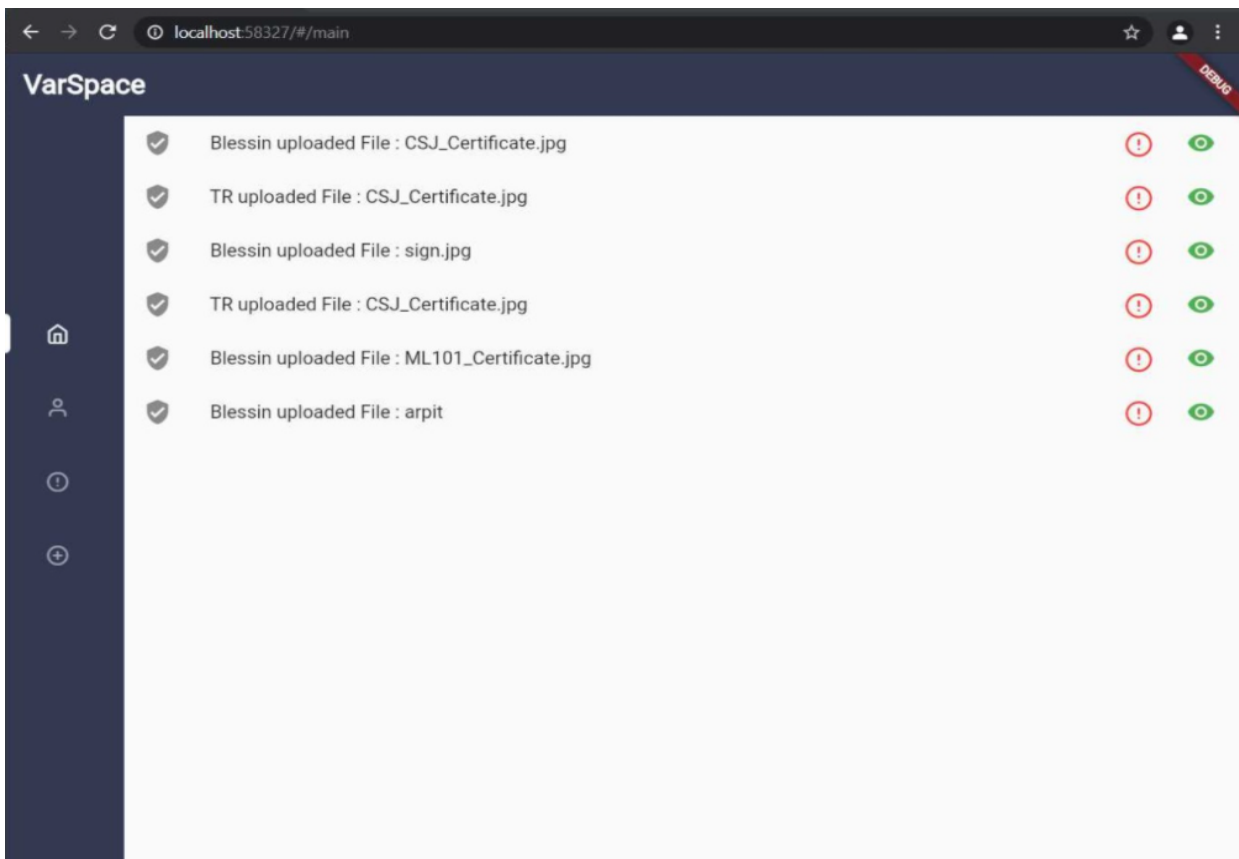 localhost:58327/#/main
VarSpace
DEBUG
Blessin uploaded File : CSJ_Certificate.jpg
TR uploaded File : CSJ_Certificate.jpg
Blessin uploaded File : sign.jpg
TR uploaded File : CSJ_Certificate.jpg
Blessin uploaded File : ML101_Certificate.jpg
Blessin uploaded File : arpit